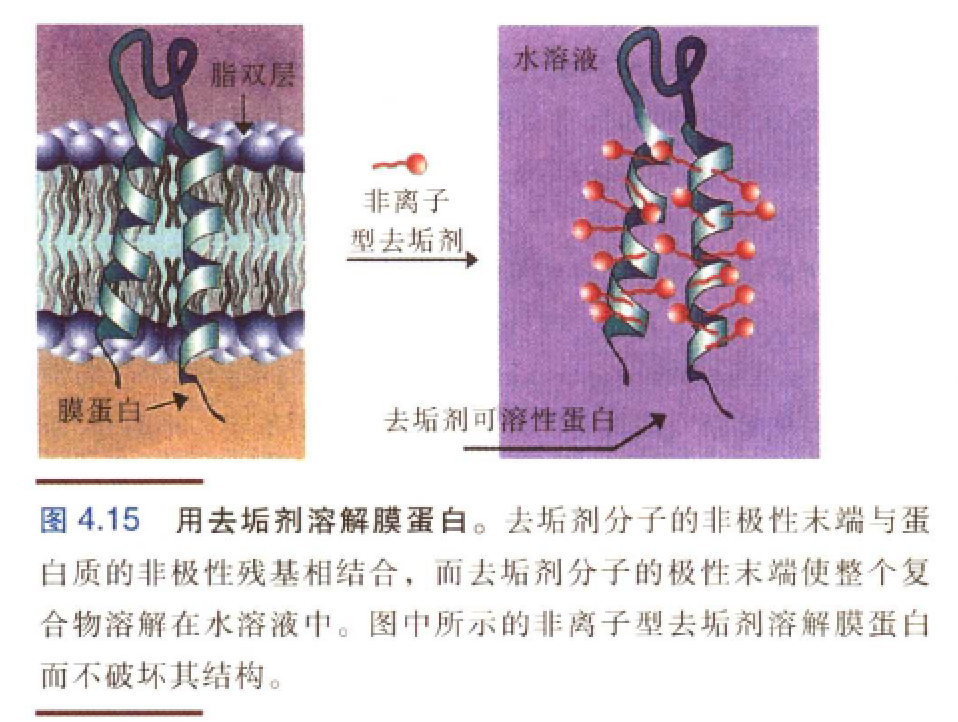 脂双层
膜蛋白
非离子
型去垢剂
水溶液
去垢剂可溶性蛋白
图 4.15 用去垢剂溶解膜蛋白。去垢剂分子的非极性末端与蛋
白质的非极性残基相结合，而去垢剂分子的极性末端使整个复
合物溶解在水溶液中。图中所示的非离子型去垢剂溶解膜蛋白
而不破坏其结构。